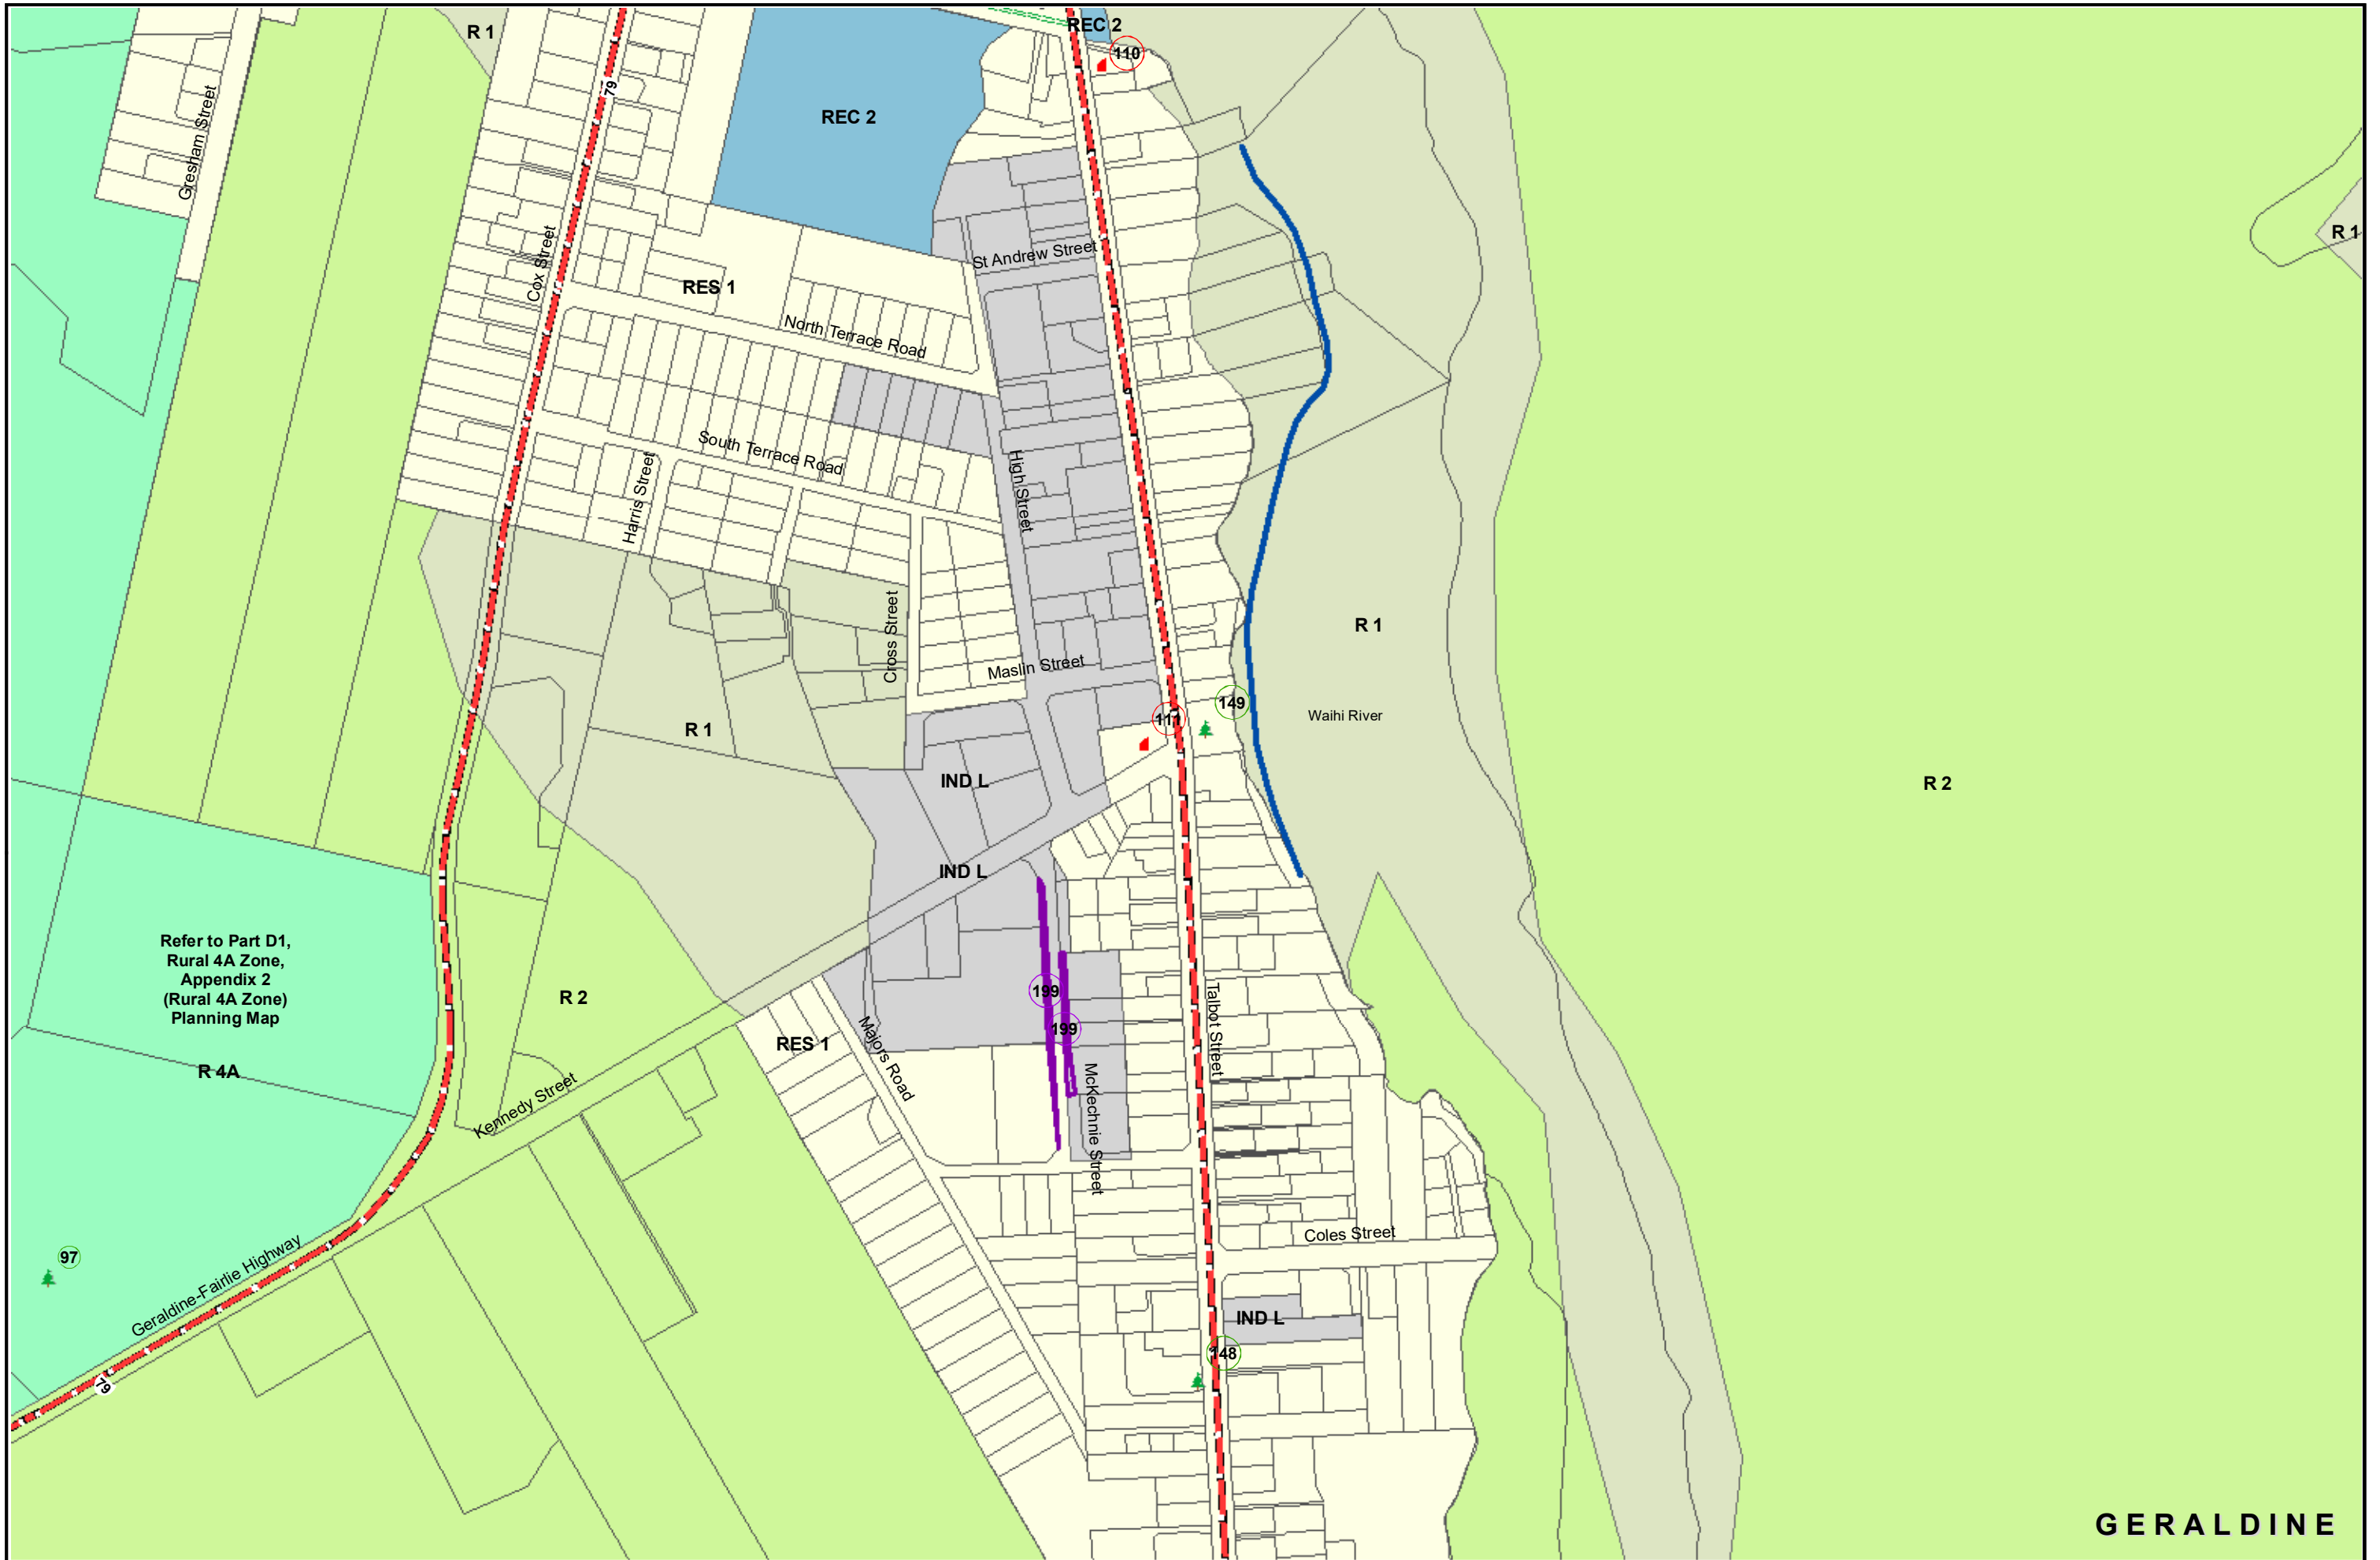 R 1
REC 2
110
79
REC 2
Gresham Street
R 1
St Andrew Street
Cox Street
RES 1
North Terrace Road
South Terrace Road
High Street
Harris Street
Cross Street
R 1
Maslin Street
149
111
Waihi River
R 1
IND L
R 2
IND L
Refer to Part D1,
Rural 4A Zone,
Appendix 2
(Rural 4A Zone)
Planning Map
R 2
199
199
Talbot Street
RES 1
Majors Road
R 4A
Kennedy Street
McKechnie Street
Coles Street
97
Geraldine-Fairlie Highway
IND L
148
79
GERALDINE